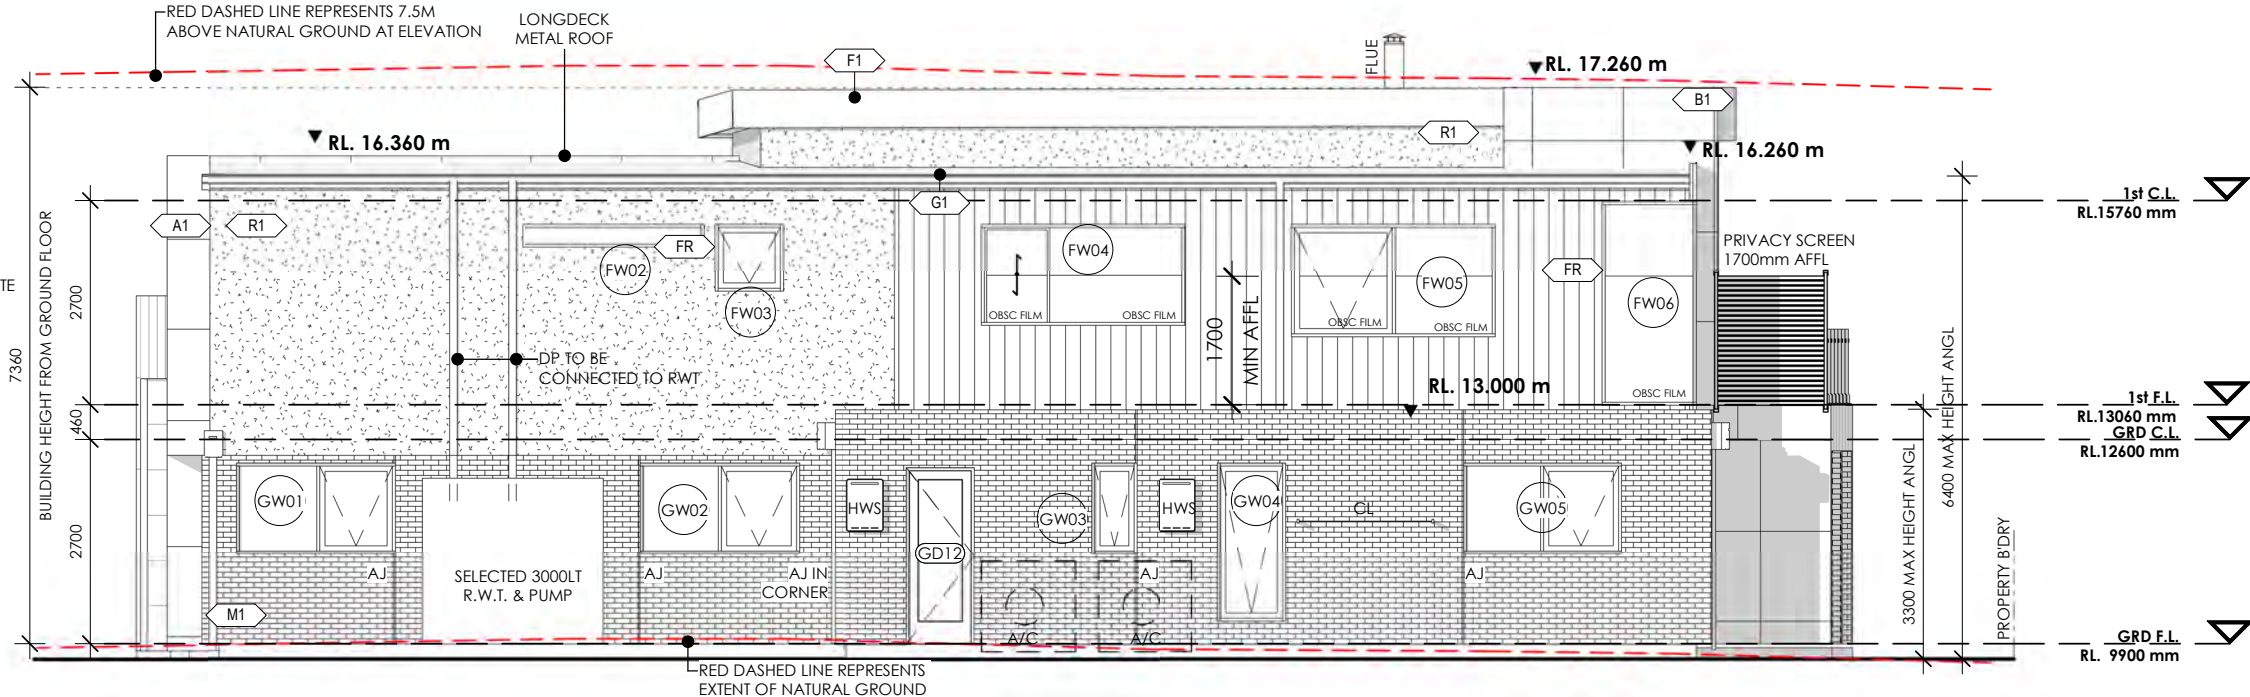 RED DASHED LINE REPRESENTS 7.5M
ABOVE NATURAL GROUND AT ELEVATION
LONGDECK
METAL ROOF
F1
FLUE
RL. 17.260 m
B1
R1
RL. 16.360 m
RL. 16.260 m
G1
1st C.L.
RL.15760 mm
A1
R1
FR
FW02
FW03
FW04
OBSC FILM
OBSC FILM
FW05
OBSC FILM
OBSC FILM
FR
FW06
OBSC FILM
PRIVACY SCREEN
1700mm AFFL
TE
7360
BUILDING HEIGHT FROM GROUND FLOOR
2700
460
2700
1700
MIN AFFL
DP TO BE
CONNECTED TO RWT
RL. 13.000 m
1st F.L.
RL.13060 mm
GRD C.L.
RL.12600 mm
6400 MAX HEIGHT ANGL
3300 MAX HEIGHT ANGL
PROPERTY B'DRY
GW01
GW02
HWS
GD12
GW03
HWS
GW04
CL
GW05
AJ
SELECTED 3000LT
R.W.T. & PUMP
AJ
AJ IN
CORNER
AJ
AJ
M1
A/C
A/C
GRD F.L.
RL. 9900 mm
RED DASHED LINE REPRESENTS
EXTENT OF NATURAL GROUND